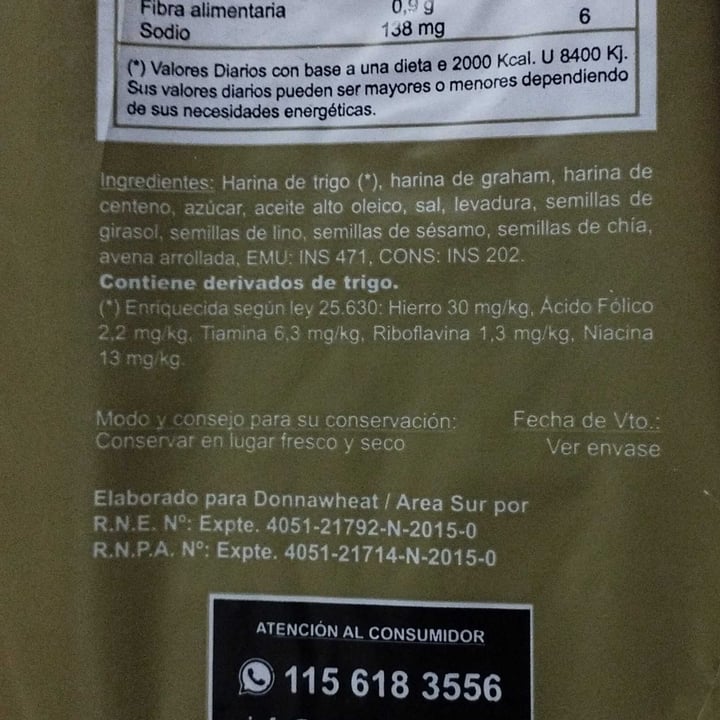 Fibra alimentaria 0,9 g
Sodio 138 mg 6
(*) Valores Diarios con base a una dieta e 2000 Kcal. U 8400 Kj.
Sus valores diarios pueden ser mayores o menores dependiendo
de sus necesidades energéticas.
Ingredientes: Harina de trigo (*), harina de graham, harina de
centeno, azúcar, aceite alto oleico, sal, levadura, semillas de
girasol, semillas de lino, semillas de sésamo, semillas de chía,
avena arrollada, EMU: INS 471, CONS: INS 202.
Contiene derivados de trigo.
(*) Enriquecida según ley 25.630: Hierro 30 mg/kg, Ácido Fólico
2,2 mg/kg, Tiamina 6,3 mg/kg, Riboflavina 1,3 mg/kg, Niacina
13 mg/kg.
Modo y consejo para su conservación: Fecha de Vto.:
Conservar en lugar fresco y seco Ver envase
Elaborado para Donnawheat / Area Sur por
R.N.E. Nº: Expte. 4051-21792-N-2015-0
R.N.P.A. Nº: Expte. 4051-21714-N-2015-0
ATENCIÓN AL CONSUMIDOR
115 618 3556